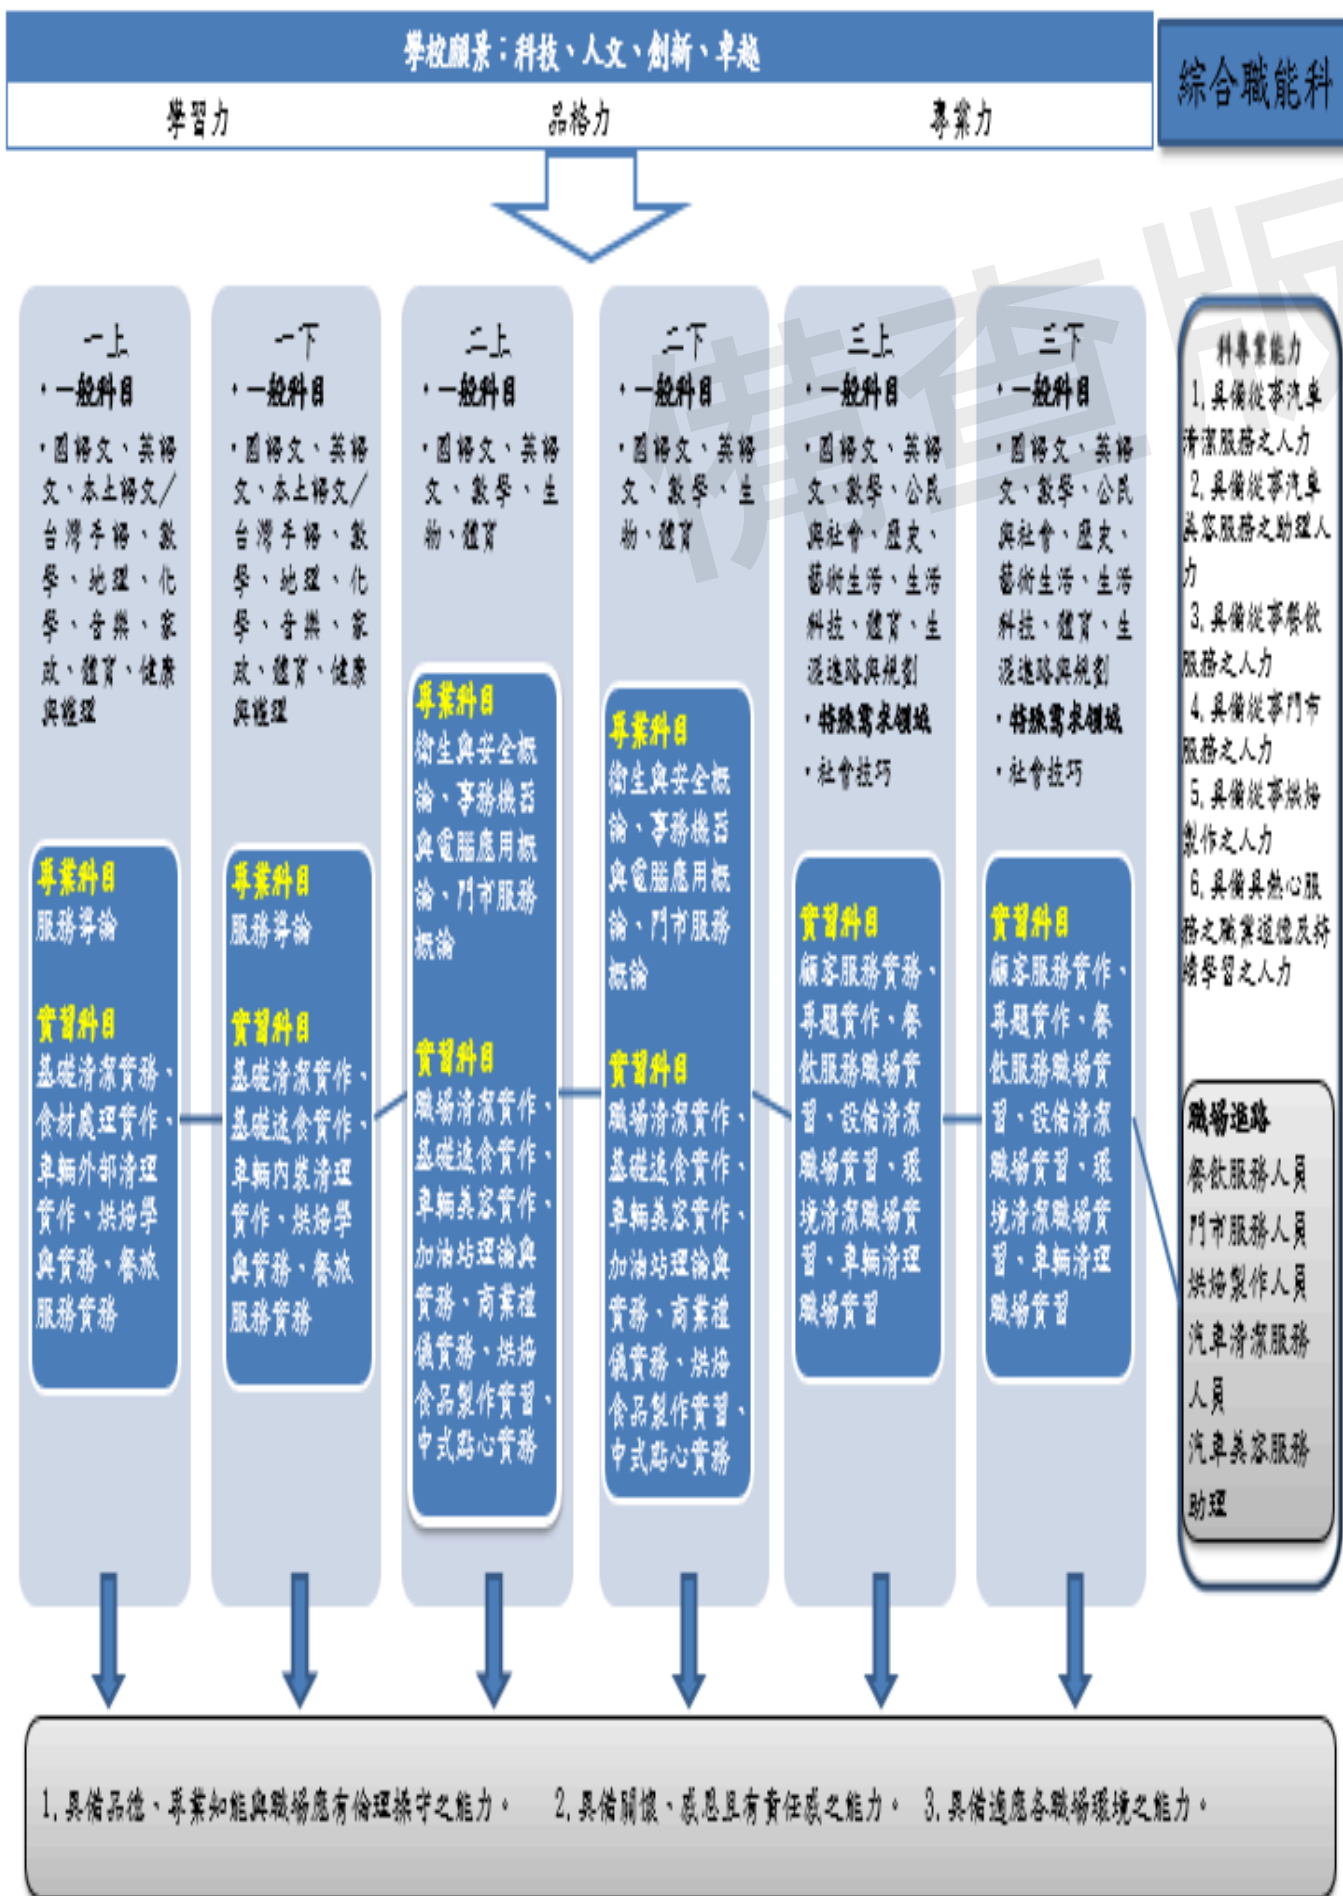 學校願景：科技、人文、創新、卓越
綜合職能科
學習力
品格力
專業力
一上
・一般科目
・國語文、英語
文、本土語文/
台灣手語、數
學、地理、化
學、音樂、家
政、體育、健康
與護理
專業科目
服務導論
實習科目
基礎清潔實務、
食材處理實作、
車輛外部清理
實作、烘焙學
與實務、餐旅
服務實務
一下
・一般科目
・國語文、英語
文、本土語文/
台灣手語、數
學、地理、化
學、音樂、家
政、體育、健康
與護理
專業科目
服務導論
實習科目
基礎清潔實作、
基礎速食實作、
車輛內裝清理
實作、烘焙學
與實務、餐旅
服務實務
二上
・一般科目
・國語文、英語
文、數學、生
物、體育
專業科目
衛生與安全概
論、事務機器
與電腦應用概
論、門市服務
概論
實習科目
職場清潔實作、
基礎速食實作、
車輛美容實作、
加油站理論與
實務、商業禮
儀實務、烘焙
食品製作實習、
中式點心實務
二下
・一般科目
・國語文、英語
文、數學、生
物、體育
專業科目
衛生與安全概
論、事務機器
與電腦應用概
論、門市服務
概論
實習科目
職場清潔實作、
基礎速食實作、
車輛美容實作、
加油站理論與
實務、商業禮
儀實務、烘焙
食品製作實習、
中式點心實務
三上
・一般科目
・國語文、英語
文、數學、公民
與社會、歷史、
藝術生活、生活
科技、體育、生
涯進路與規劃
・特殊需求領域
・社會技巧
實習科目
顧客服務實務、
專題實作、餐
飲服務職場實
習、設備清潔
職場實習、環
境清潔職場實
習、車輛清理
職場實習
三下
・一般科目
・國語文、英語
文、數學、公民
與社會、歷史、
藝術生活、生活
科技、體育、生
涯進路與規劃
・特殊需求領域
・社會技巧
實習科目
顧客服務實作、
專題實作、餐
飲服務職場實
習、設備清潔
職場實習、環
境清潔職場實
習、車輛清理
職場實習
科專業能力
1.具備從事汽車
清潔服務之人力
2.具備從事汽車
美容服務之助理人
力
3.具備從事餐飲
服務之人力
4.具備從事門市
服務之人力
5.具備從事烘焙
製作之人力
6.具備具熱心服
務之職業道德及持
續學習之人力
職場進路
餐飲服務人員
門市服務人員
烘焙製作人員
汽車清潔服務
人員
汽車美容服務
助理
1.具備品德、專業知能與職場應有倫理操守之能力。 2.具備關懷、感恩且有責任感之能力。 3.具備適應各職場環境之能力。
備查版